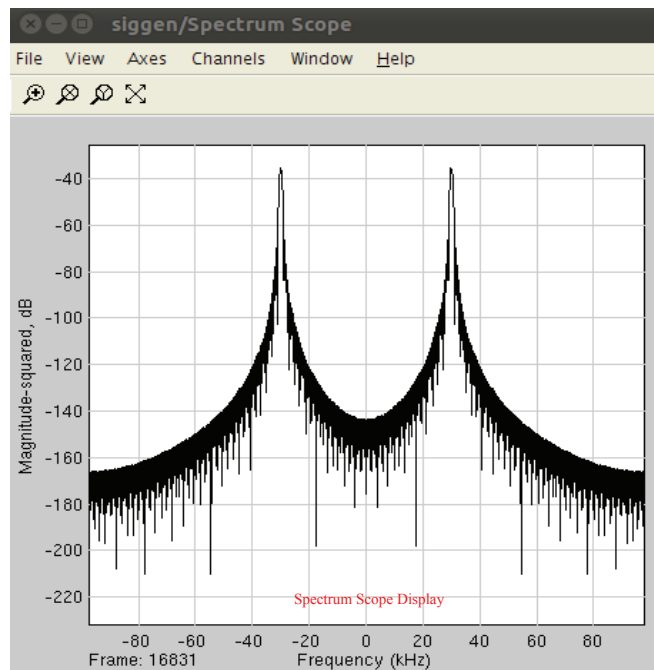 siggen/Spectrum Scope
File View Axes Channels Window Help
-40
-60
-80
-100
-120
-140
-160
-180
-200
-220
Magnitude-squared, dB
Spectrum Scope Display
-80 -60 -40 -20 0 20 40 60 80
Frame: 16831 Frequency (kHz)